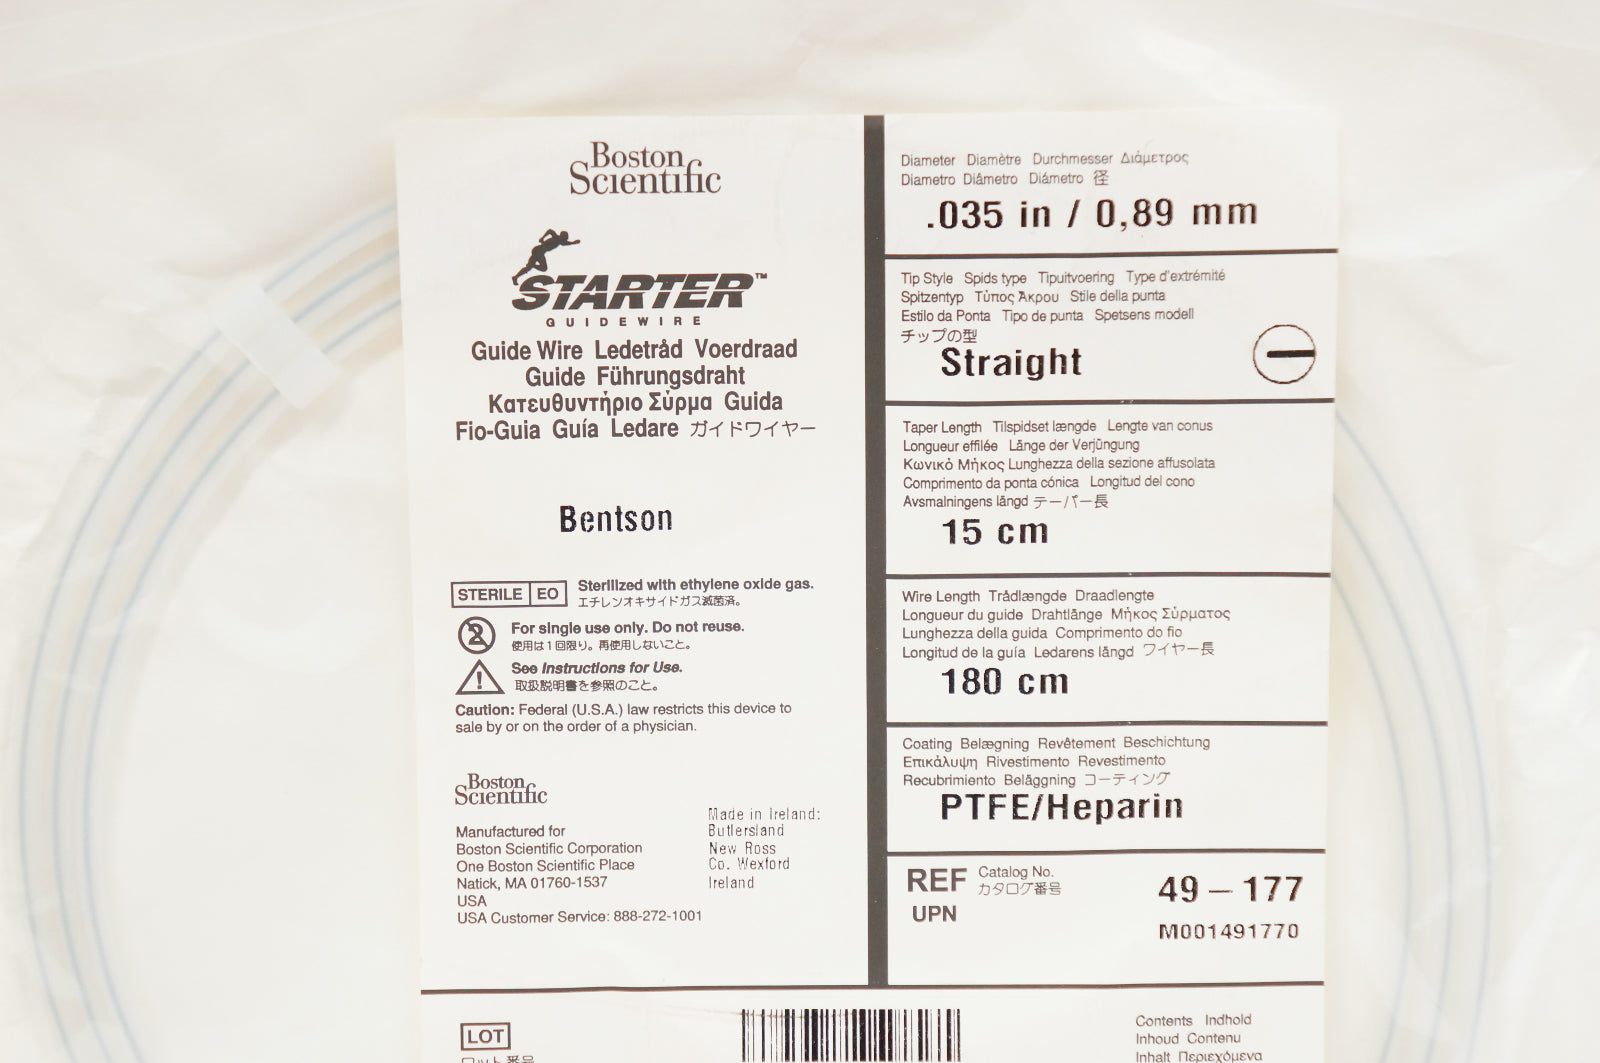 Boston
Scientific
STARTER™
GUIDEWIRE
Guide Wire Ledetråd Voerdraad
Guide Führungsdraht
Κατευθυντήριο Σύρμα Guida
Fio-Guia Guía Ledare ガイドワイヤー
Bentson
STERILE EO
Sterilized with ethylene oxide gas.
エチレンオキサイドガス滅菌済。
2
For single use only. Do not reuse.
使用は1回限り。再使用しないこと。
!
See Instructions for Use.
取扱説明書を参照のこと。
Caution: Federal (U.S.A.) law restricts this device to
sale by or on the order of a physician.
Boston
Scientific
Manufactured for
Boston Scientific Corporation
One Boston Scientific Place
Natick, MA 01760-1537
USA
USA Customer Service: 888-272-1001
Made in Ireland:
Butlersland
New Ross
Co. Wexford
Ireland
Diameter Diamètre Durchmesser Διάμετρος
Diametro Diâmetro Diámetro 径
.035 in / 0,89 mm
Tip Style Spids type Tipuitvoering Type d'extrémité
Spitzentyp Τύπος Άκρου Stile della punta
Estilo da Ponta Tipo de punta Spetsens modell
チップの型
Straight
Taper Length Tilspidset længde Lengte van conus
Longueur effilée Länge der Verjüngung
Κωνικό Μήκος Lunghezza della sezione affusolata
Comprimento da ponta cónica Longitud del cono
Avsmalningens längd テーパー長
15 cm
Wire Length Trådlængde Draadlengte
Longueur du guide Drahtlänge Μήκος Σύρματος
Lunghezza della guida Comprimento do fio
Longitud de la guía Ledarens längd ワイヤー長
180 cm
Coating Belægning Revêtement Beschichtung
Επικάλυψη Rivestimento Revestimento
Recubrimiento Beläggning コーティング
PTFE/Heparin
REF Catalog No.
カタログ番号
49 – 177
UPN
M001491770
LOT
ロット番号
Contents Indhold
Inhoud Contenu
Inhalt Περιεχόμενα